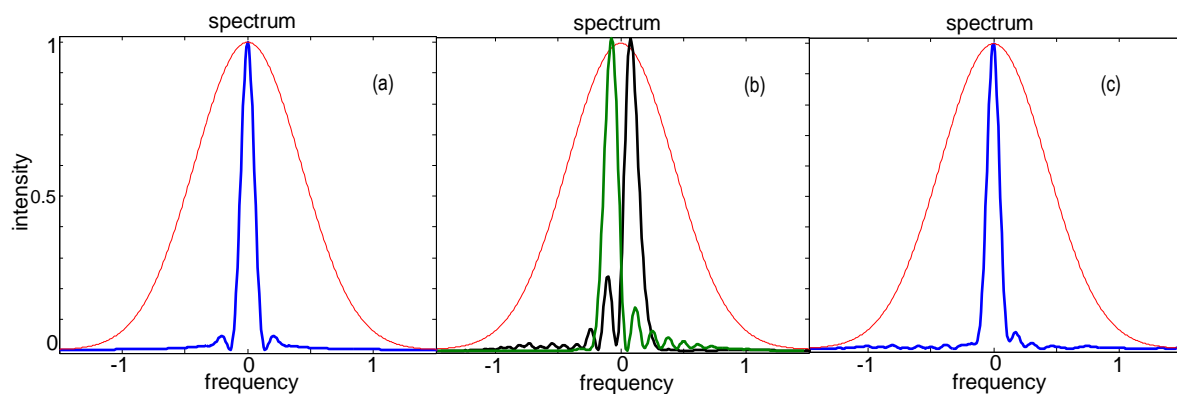 spectrum spectrum spectrum
1
(a) (b) (c)
intensity
0.5
0
-1 1 -1 0 1 -1 0 1
frequency frequency frequency